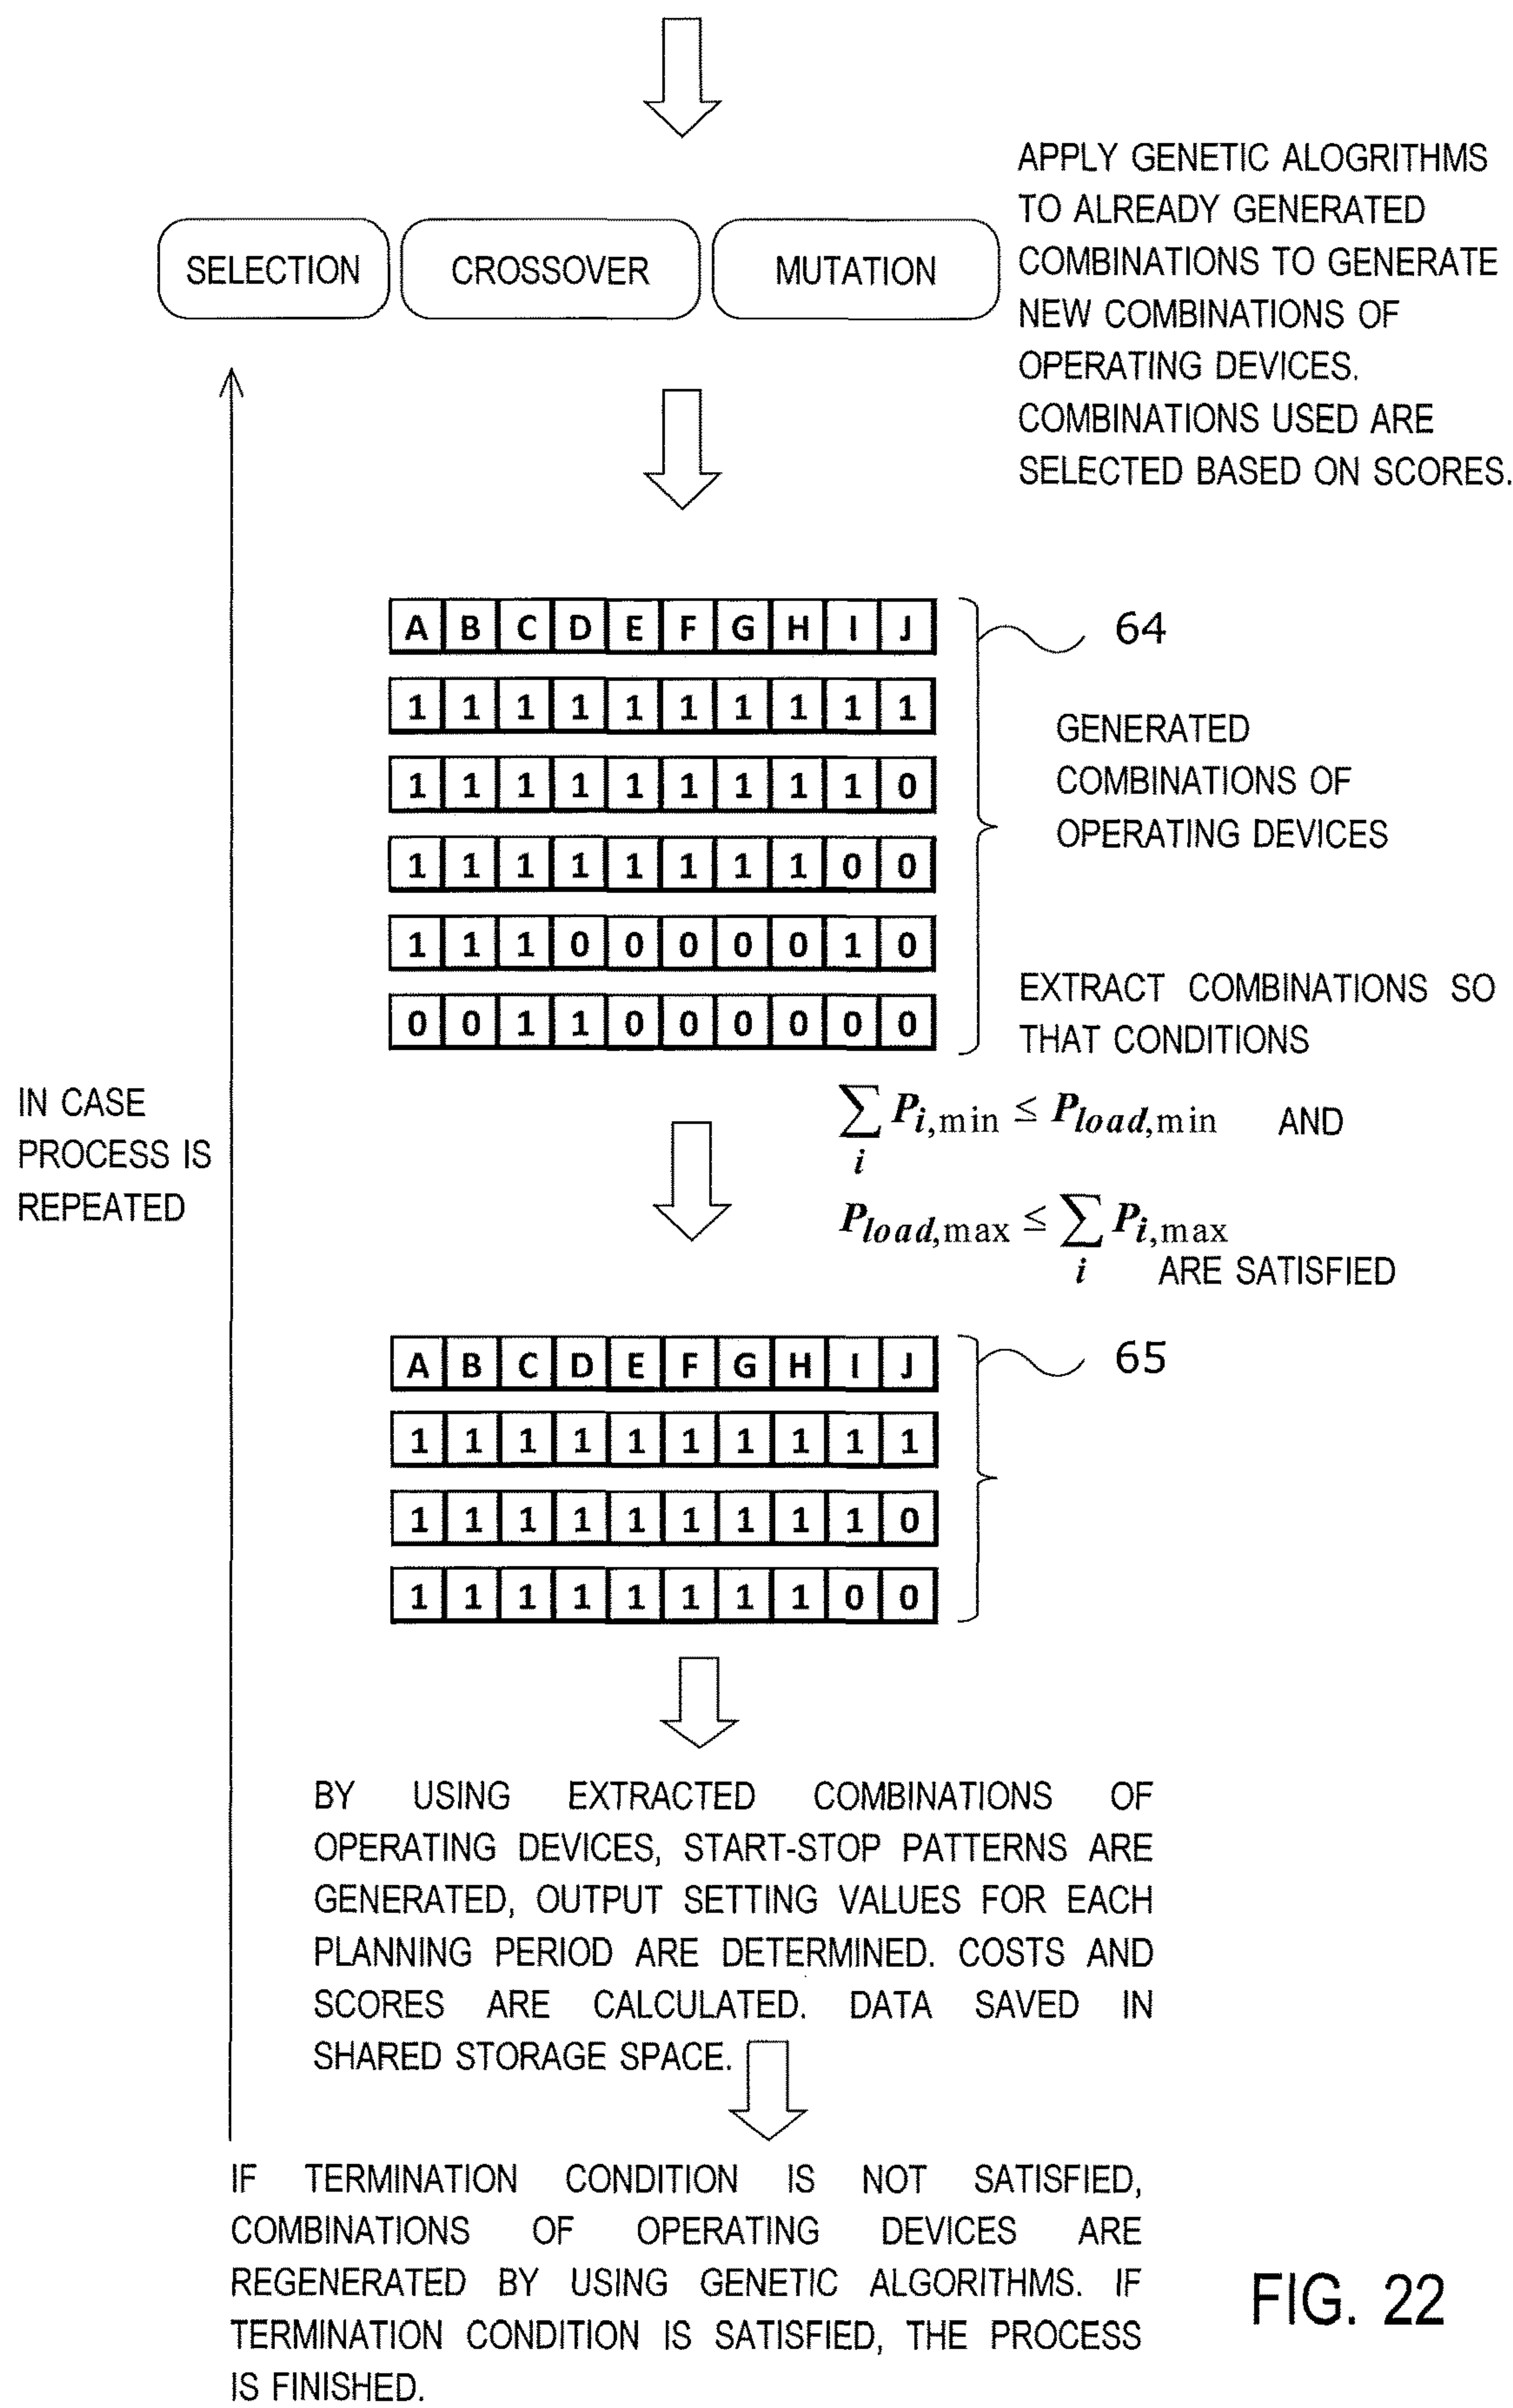 APPLY GENETIC ALOGRITHMS
TO ALREADY GENERATED
COMBINATIONS TO GENERATE
NEW COMBINATIONS OF
OPERATING DEVICES.
COMBINATIONS USED ARE
SELECTED BASED ON SCORES.
SELECTION CROSSOVER MUTATION
A B C D E F G H I J
64
1 1 1 1 1 1 1 1 1 1
1 1 1 1 1 1 1 1 1 0
1 1 1 1 1 1 1 1 0 0
1 1 1 0 0 0 0 0 1 0
0 0 1 1 0 0 0 0 0 0
GENERATED
COMBINATIONS OF
OPERATING DEVICES
EXTRACT COMBINATIONS SO
THAT CONDITIONS
∑_i P_i,min ≤ P_load,min AND
P_load,max ≤ ∑_i P_i,max
ARE SATISFIED
IN CASE
PROCESS IS
REPEATED
A B C D E F G H I J
65
1 1 1 1 1 1 1 1 1 1
1 1 1 1 1 1 1 1 1 0
1 1 1 1 1 1 1 1 0 0
BY USING EXTRACTED COMBINATIONS OF
OPERATING DEVICES, START-STOP PATTERNS ARE
GENERATED, OUTPUT SETTING VALUES FOR EACH
PLANNING PERIOD ARE DETERMINED. COSTS AND
SCORES ARE CALCULATED. DATA SAVED IN
SHARED STORAGE SPACE.
IF TERMINATION CONDITION IS NOT SATISFIED,
COMBINATIONS OF OPERATING DEVICES ARE
REGENERATED BY USING GENETIC ALGORITHMS. IF
TERMINATION CONDITION IS SATISFIED, THE PROCESS
IS FINISHED.
FIG. 22